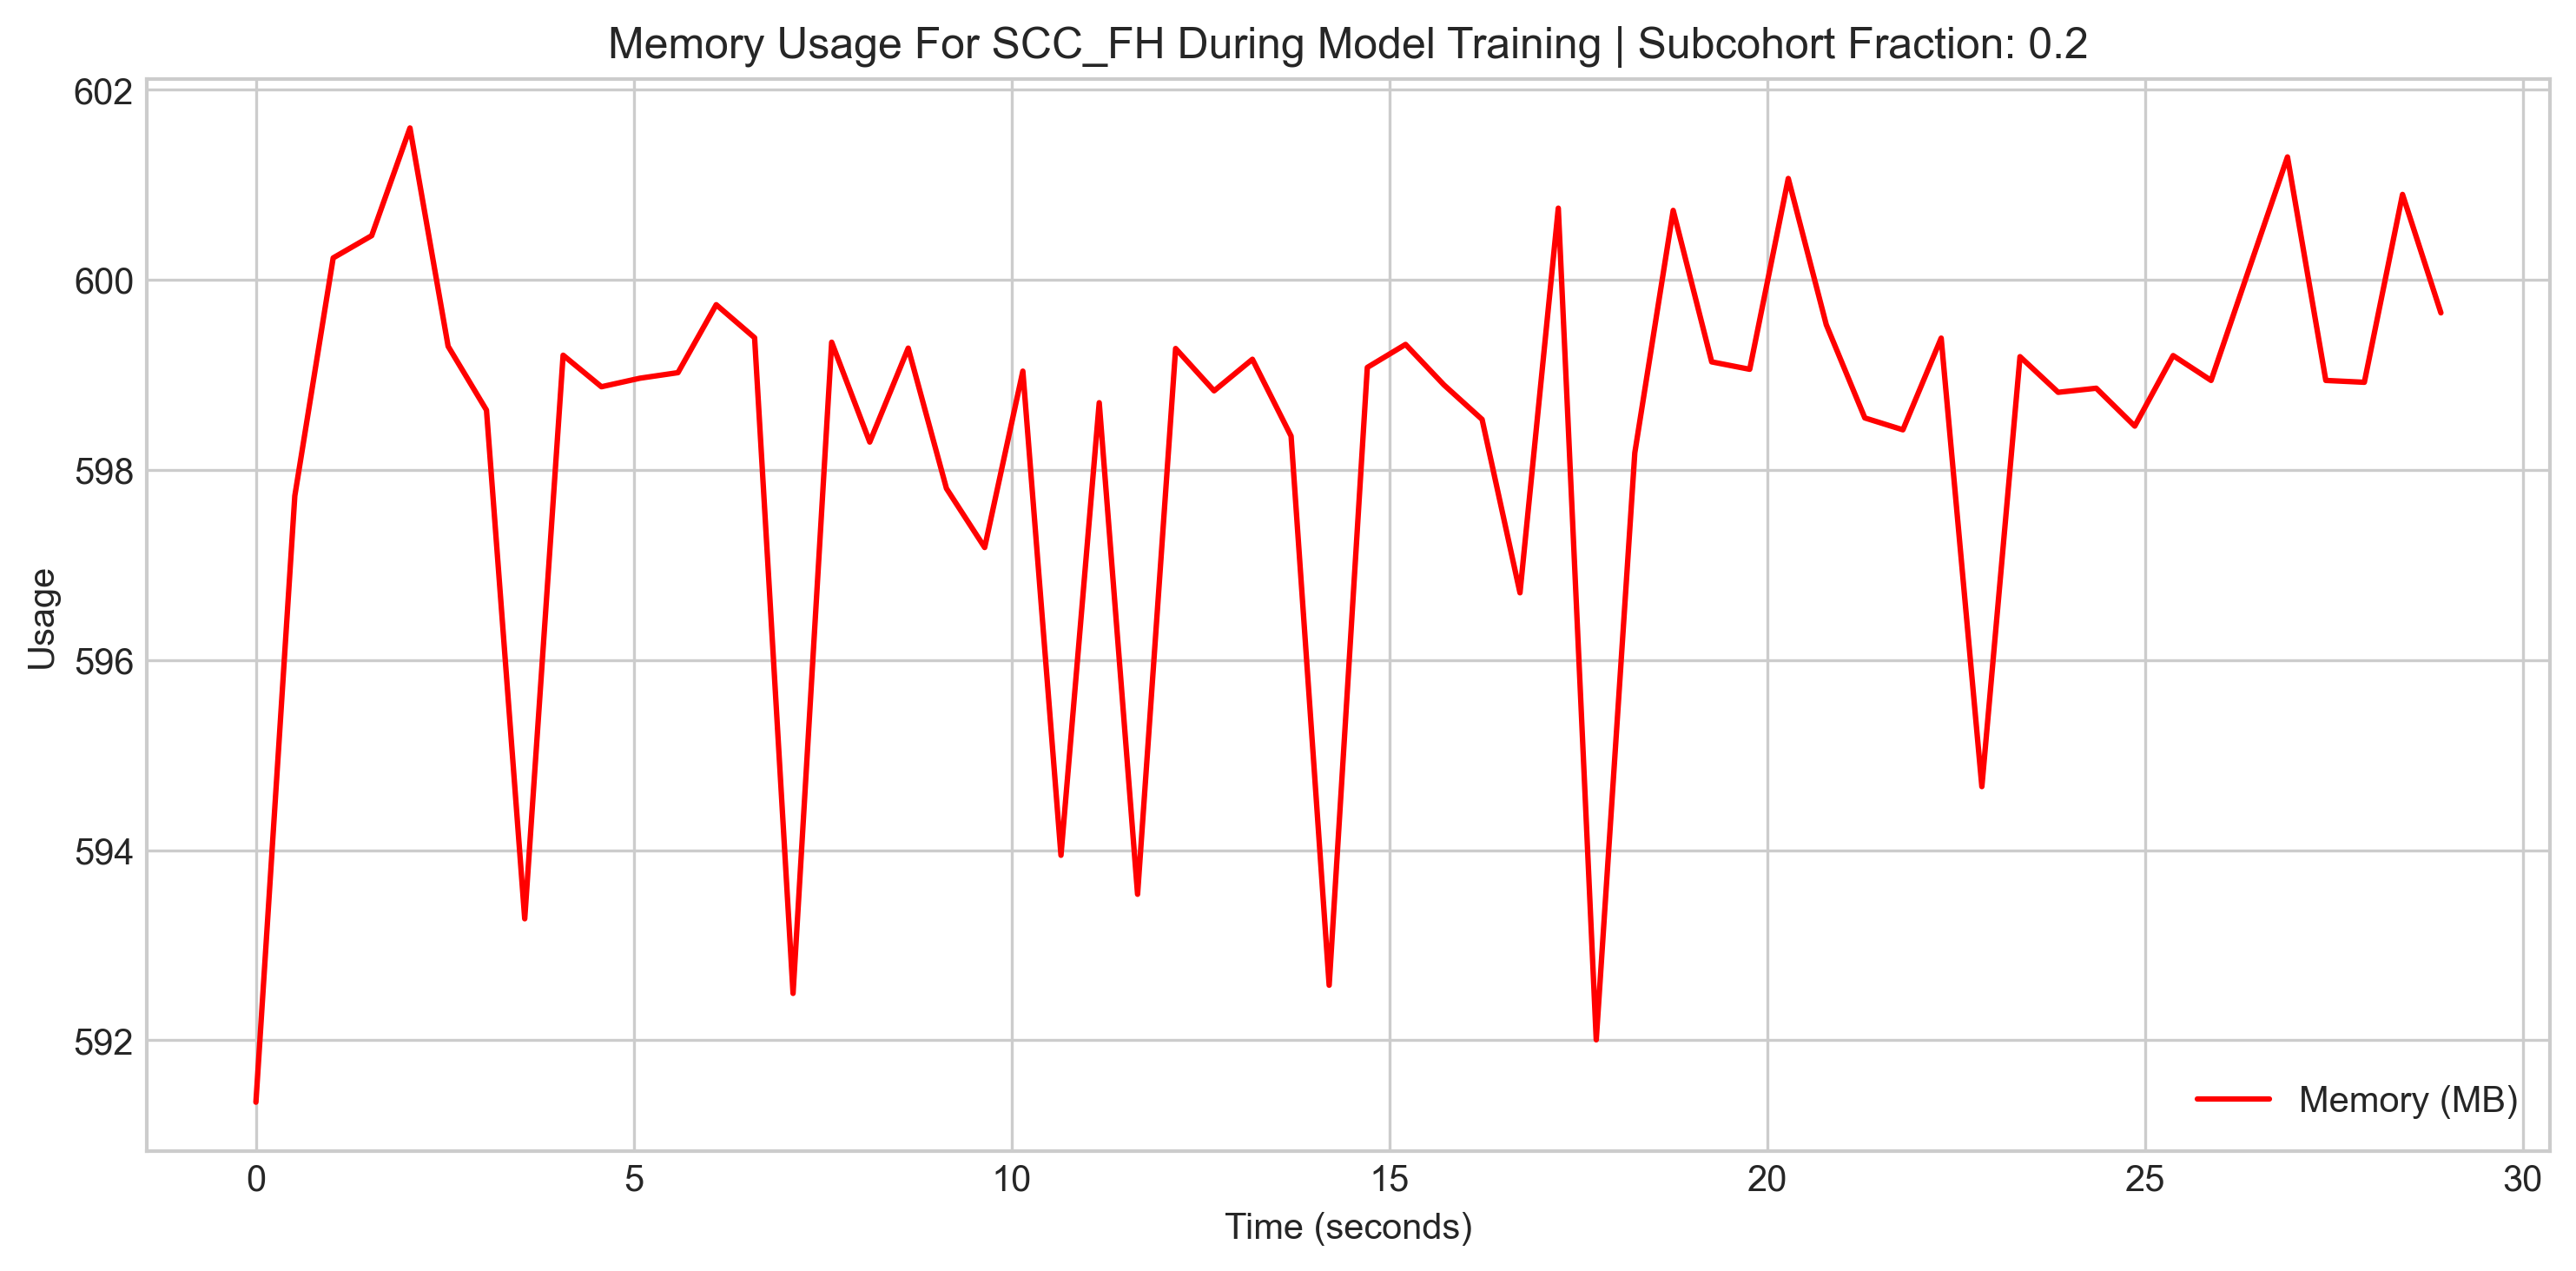 Memory Usage For SCC_FH During Model Training | Subcohort Fraction: 0.2
602
600
598
596
594
592
Usage
Memory (MB)
0 5 10 15 20 25 30
Time (seconds)